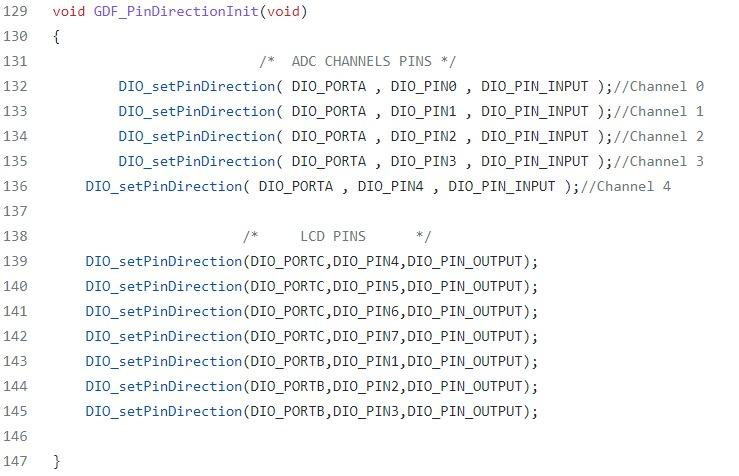 129 void GDF_PinDirectionInit(void)
130 {
131 /* ADC CHANNELS PINS */
132 DIO_setPinDirection( DIO_PORTA , DIO_PIN0 , DIO_PIN_INPUT );//Channel 0
133 DIO_setPinDirection( DIO_PORTA , DIO_PIN1 , DIO_PIN_INPUT );//Channel 1
134 DIO_setPinDirection( DIO_PORTA , DIO_PIN2 , DIO_PIN_INPUT );//Channel 2
135 DIO_setPinDirection( DIO_PORTA , DIO_PIN3 , DIO_PIN_INPUT );//Channel 3
136 DIO_setPinDirection( DIO_PORTA , DIO_PIN4 , DIO_PIN_INPUT );//Channel 4
137
138 /* LCD PINS */
139 DIO_setPinDirection(DIO_PORTC,DIO_PIN4,DIO_PIN_OUTPUT);
140 DIO_setPinDirection(DIO_PORTC,DIO_PIN5,DIO_PIN_OUTPUT);
141 DIO_setPinDirection(DIO_PORTC,DIO_PIN6,DIO_PIN_OUTPUT);
142 DIO_setPinDirection(DIO_PORTC,DIO_PIN7,DIO_PIN_OUTPUT);
143 DIO_setPinDirection(DIO_PORTB,DIO_PIN1,DIO_PIN_OUTPUT);
144 DIO_setPinDirection(DIO_PORTB,DIO_PIN2,DIO_PIN_OUTPUT);
145 DIO_setPinDirection(DIO_PORTB,DIO_PIN3,DIO_PIN_OUTPUT);
146
147 }